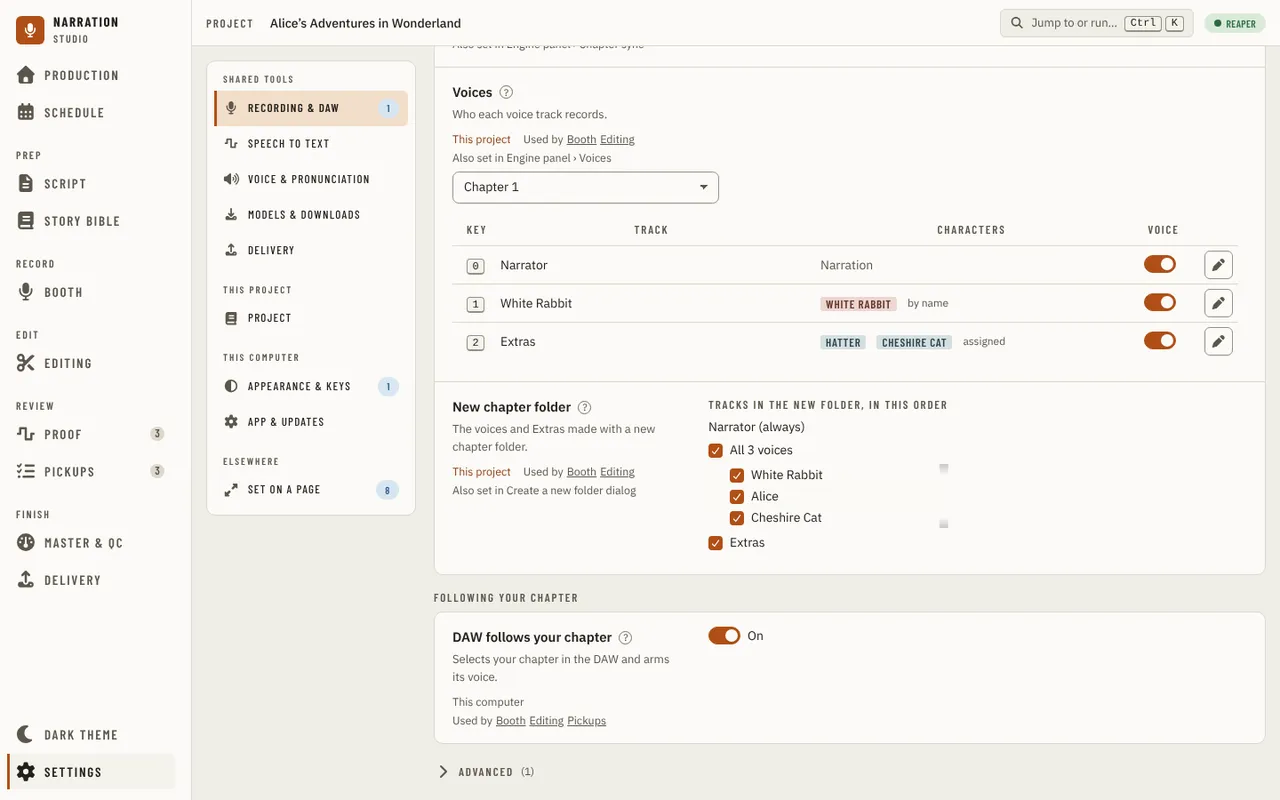 NARRATION
STUDIO
PRODUCTION
SCHEDULE
PREP
SCRIPT
STORY BIBLE
RECORD
BOOTH
EDIT
EDITING
REVIEW
PROOF 3
PICKUPS 3
FINISH
MASTER & QC
DELIVERY
DARK THEME
SETTINGS
PROJECT Alice's Adventures in Wonderland
Jump to or run... Ctrl K
REAPER
SHARED TOOLS
RECORDING & DAW 1
SPEECH TO TEXT
VOICE & PRONUNCIATION
MODELS & DOWNLOADS
DELIVERY
THIS PROJECT
PROJECT
THIS COMPUTER
APPEARANCE & KEYS 1
APP & UPDATES
ELSEWHERE
SET ON A PAGE 8
Also set in Engine panel › Chapter sync
Voices ?
Who each voice track records.
This project Used by Booth Editing
Also set in Engine panel › Voices
Chapter 1
KEY TRACK CHARACTERS VOICE
0 Narrator Narration
1 White Rabbit WHITE RABBIT by name
2 Extras HATTER CHESHIRE CAT assigned
New chapter folder ?
The voices and Extras made with a new
chapter folder.
This project Used by Booth Editing
Also set in Create a new folder dialog
TRACKS IN THE NEW FOLDER, IN THIS ORDER
Narrator (always)
All 3 voices
White Rabbit
Alice
Cheshire Cat
Extras
FOLLOWING YOUR CHAPTER
DAW follows your chapter ?
Selects your chapter in the DAW and arms
its voice.
This computer
Used by Booth Editing Pickups
On
ADVANCED (1)